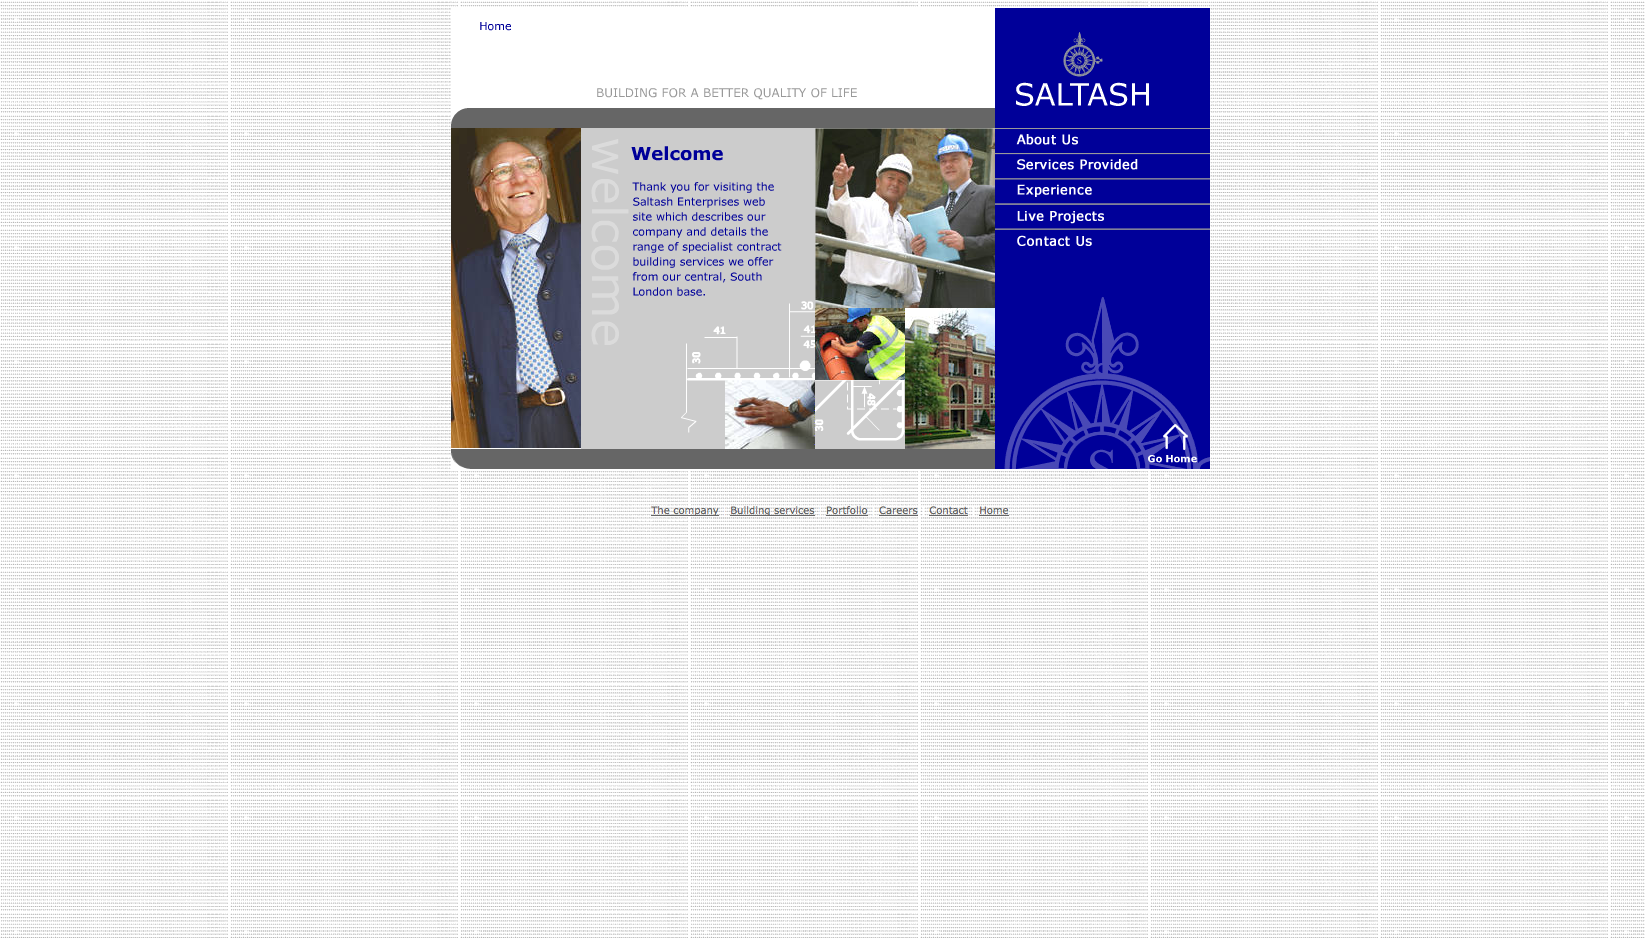 Home
BUILDING FOR A BETTER QUALITY OF LIFE
S
SALTASH
About Us
Services Provided
Experience
Live Projects
Contact Us
welcome
Welcome
Thank you for visiting the
Saltash Enterprises web
site which describes our
company and details the
range of specialist contract
building services we offer
from our central, South
London base.
30
41
41
45
30
48
30
S
Go Home
The company Building services Portfolio Careers Contact Home